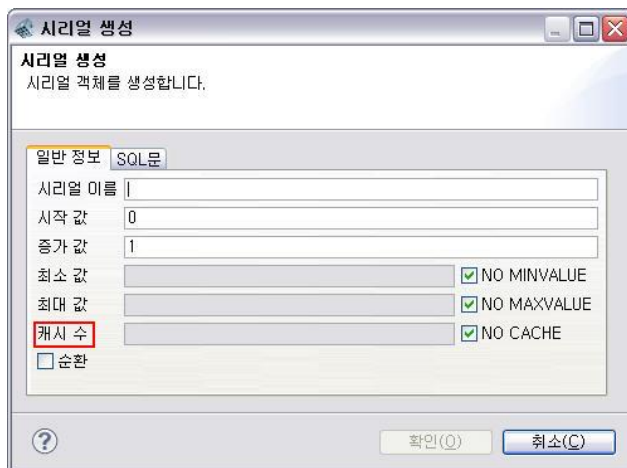 시리얼 생성
시리얼 생성
시리얼 객체를 생성합니다.
일반 정보 SQL문
시리얼 이름
시작 값 0
증가 값 1
최소 값 NO MINVALUE
최대 값 NO MAXVALUE
캐시 수 NO CACHE
순환
확인(O) 취소(C)